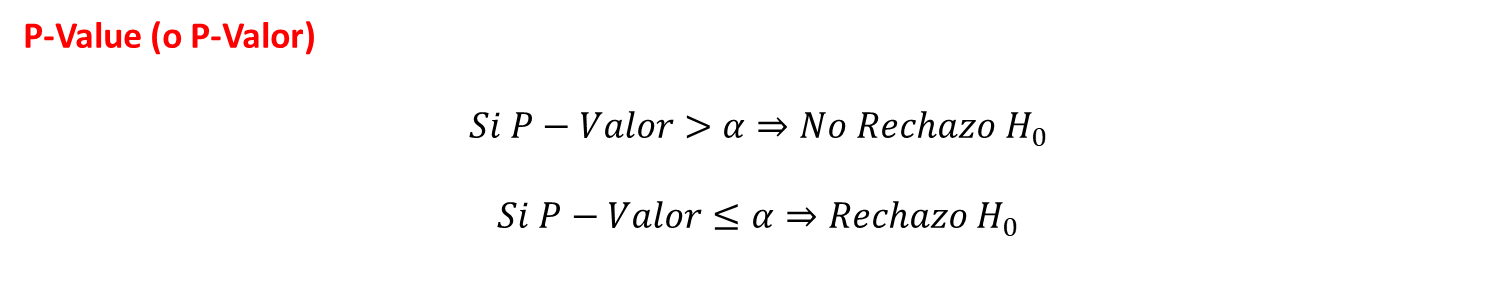 P-Value (o P-Valor)
Si P − Valor > α ⇒ No Rechazo H₀
Si P − Valor ≤ α ⇒ Rechazo H₀